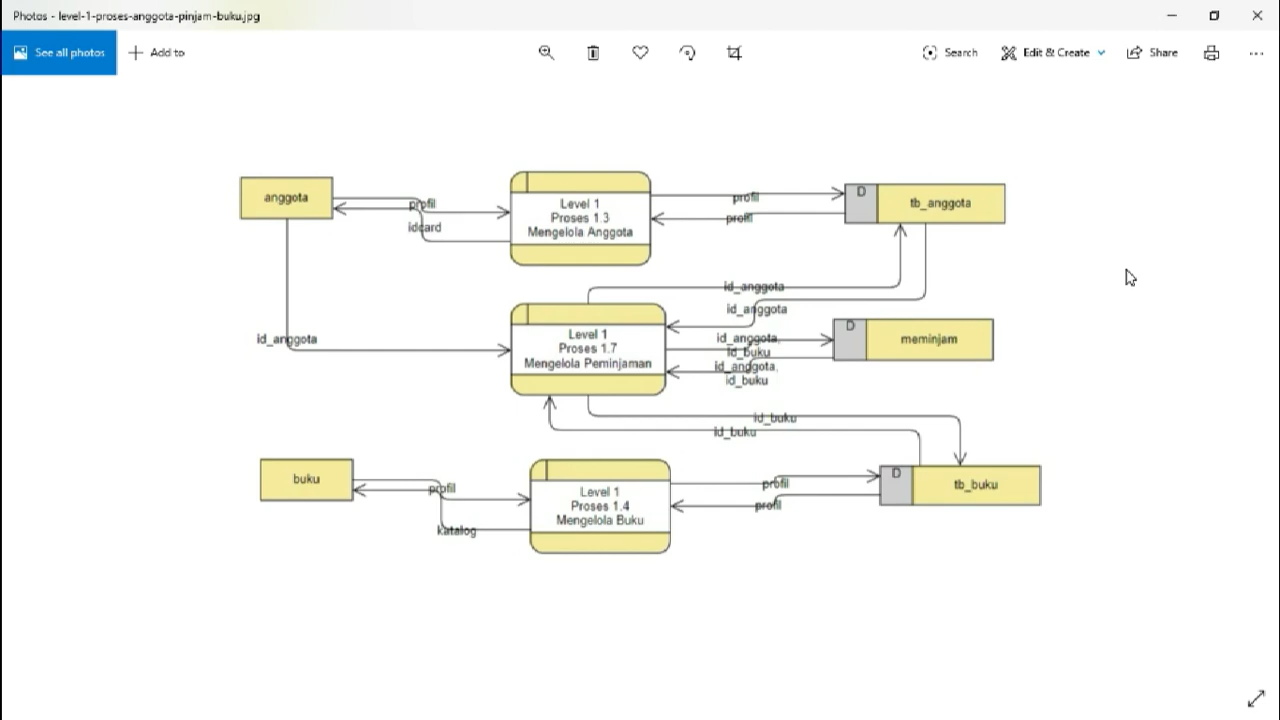 Photos - level-1-proses-anggota-pinjam-buku.jpg
See all photos
Add to
Search
Edit & Create
Share
anggota
profil
idcard
Level 1
Proses 1.3
Mengelola Anggota
profil
profil
D
tb_anggota
id_anggota
id_anggota
id_anggota
Level 1
Proses 1.7
Mengelola Peminjaman
id_anggota,
id_buku
id_anggota,
id_buku
D
meminjam
id_buku
id_buku
buku
profil
katalog
Level 1
Proses 1.4
Mengelola Buku
profil
profil
D
tb_buku